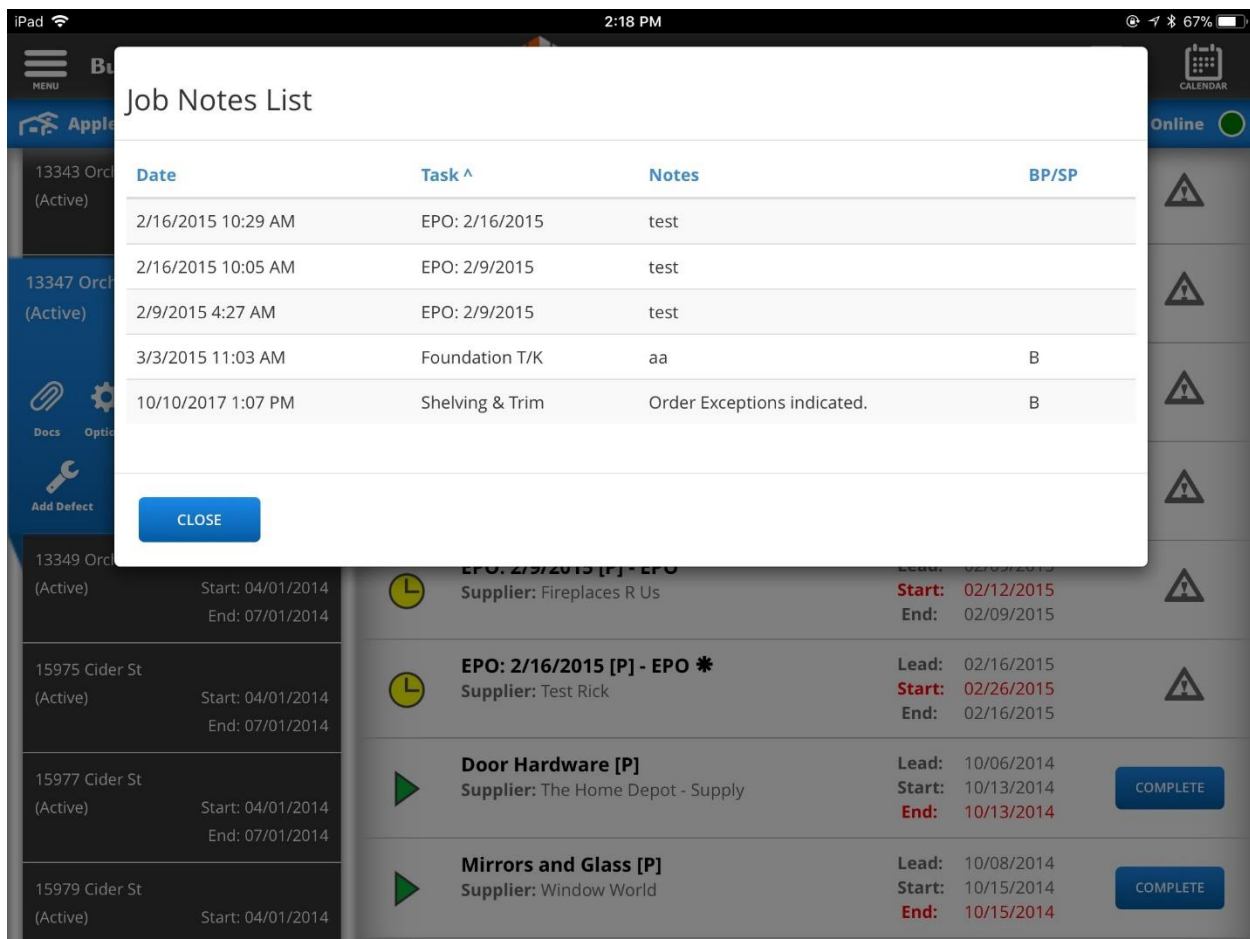 iPad 2:18 PM 67%
MENU
CALENDAR
Online
Job Notes List
Date Task ^ Notes BP/SP
2/16/2015 10:29 AM EPO: 2/16/2015 test
2/16/2015 10:05 AM EPO: 2/9/2015 test
2/9/2015 4:27 AM EPO: 2/9/2015 test
3/3/2015 11:03 AM Foundation T/K aa B
10/10/2017 1:07 PM Shelving & Trim Order Exceptions indicated. B
CLOSE
13343
(Active)
13347
(Active)
Docs
Add Defect
13349
(Active) Start: 04/01/2014
End: 07/01/2014
15975 Cider St
(Active) Start: 04/01/2014
End: 07/01/2014
15977 Cider St
(Active) Start: 04/01/2014
End: 07/01/2014
15979 Cider St
(Active) Start: 04/01/2014
EPO: 2/9/2015 [P] - EPO
Supplier: Fireplaces R Us
Start: 02/12/2015
End: 02/09/2015
EPO: 2/16/2015 [P] - EPO ✱
Supplier: Test Rick
Lead: 02/16/2015
Start: 02/26/2015
End: 02/16/2015
Door Hardware [P]
Supplier: The Home Depot - Supply
Lead: 10/06/2014
Start: 10/13/2014
End: 10/13/2014
COMPLETE
Mirrors and Glass [P]
Supplier: Window World
Lead: 10/08/2014
Start: 10/15/2014
End: 10/15/2014
COMPLETE